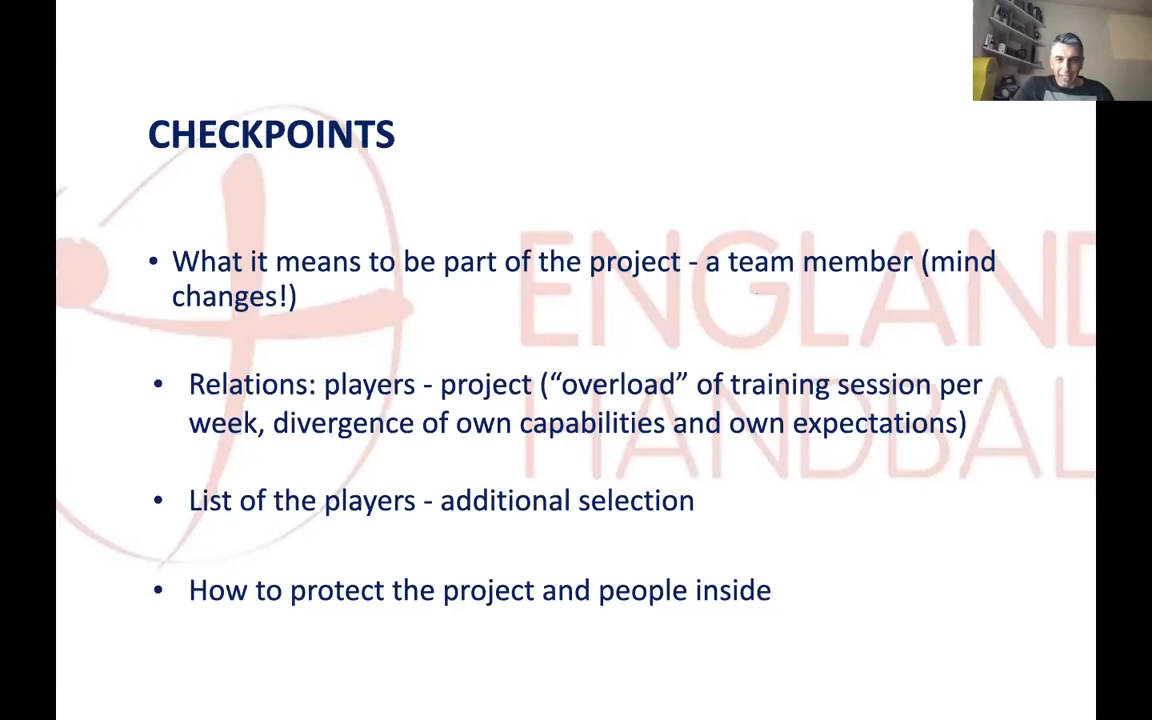 CHECKPOINTS
• What it means to be part of the project - a team member (mind
changes!)
• Relations: players - project (“overload” of training session per
week, divergence of own capabilities and own expectations)
• List of the players - additional selection
• How to protect the project and people inside
ENGLAND
HANDBAL